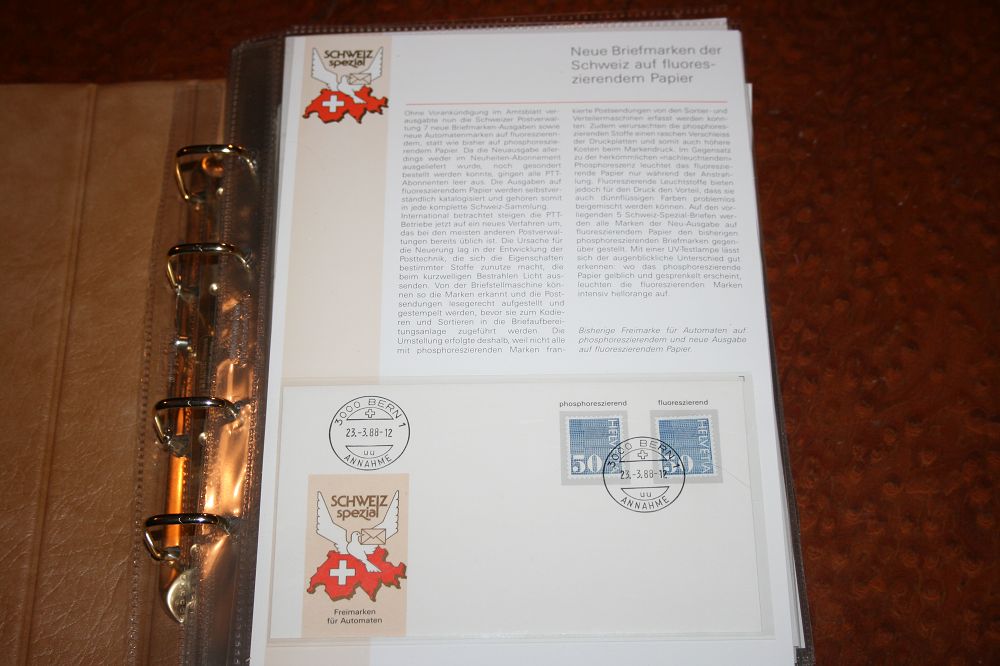 SCHWEIZ
spezial
Neue Briefmarken der
Schweiz auf fluores-
zierendem Papier
Ohne Vorankündigung im Amtsblatt ver-
ausgabte nun die Schweizer Postverwal-
tung 7 neue Briefmarken-Ausgaben sowie
neue Automatenmarken auf fluoreszieren-
dem, statt wie bisher auf phosphoreszie-
rendem Papier. Da die Neuausgabe aller-
dings weder im Neuheiten-Abonnement
ausgeliefert wurde, noch gesondert
bestellt werden konnte, gingen alle PTT-
Abonnenten leer aus. Die Ausgaben auf
fluoreszierendem Papier werden selbstver-
ständlich katalogisiert und gehören somit
in jede komplette Schweiz-Sammlung.
International betrachtet steigen die PTT-
Betriebe jetzt auf ein neues Verfahren um,
das bei den meisten anderen Postverwal-
tungen bereits üblich ist. Die Ursache für
die Neuerung lag in der Entwicklung der
Posttechnik, die sich die Eigenschaften
bestimmter Stoffe zunutze macht, die
beim kurzwelligen Bestrahlen Licht aus-
senden. Von der Briefstellmaschine kön-
nen so die Marken erkannt und die Post-
sendungen lesegerecht aufgestellt und
gestempelt werden, bevor sie zum Kodie-
ren und Sortieren in die Briefaufberei-
tungsanlage zugeführt werden. Die
Umstellung erfolgte deshalb, weil nicht alle
mit phosphoreszierenden Marken fran-
kierte Postsendungen von den Sortier- und
Verteilermaschinen erfasst werden konn-
ten. Zudem verursachten die phosphores-
zierenden Stoffe einen raschen Verschleiss
der Druckplatten und somit auch höhere
Kosten beim Markendruck. Im Gegensatz
zu der herkömmlichen «nachleuchtenden»
Phosphoreszenz leuchtet das fluoreszie-
rende Papier nur während der Anstrah-
lung. Fluoreszierende Leuchtstoffe bieten
jedoch für den Druck den Vorteil, dass sie
auch dünnflüssigen Farben problemlos
beigemischt werden können. Auf den vor-
liegenden 5 Schweiz-Spezial-Briefen wer-
den alle Marken der Neu-Ausgabe auf
fluoreszierendem Papier den bisherigen
phosphoreszierenden Briefmarken gegen-
über gestellt. Mit einer UV-Testlampe lässt
sich der augenblickliche Unterschied gut
erkennen: wo das phosphoreszierende
Papier gelblich und gesprenkelt erscheint,
leuchten die fluoreszierenden Marken
intensiv hellorange auf.
Bisherige Freimarke für Automaten auf
phosphoreszierendem und neue Ausgabe
auf fluoreszierendem Papier.
3000 BERN 1
23.-3.88-12
uu
ANNAHME
phosphoreszierend
fluoreszierend
50
HELVETIA
50
HELVETIA
3000 BERN 1
23.-3.88-12
uu
ANNAHME
SCHWEIZ
spezial
Freimarken
für Automaten